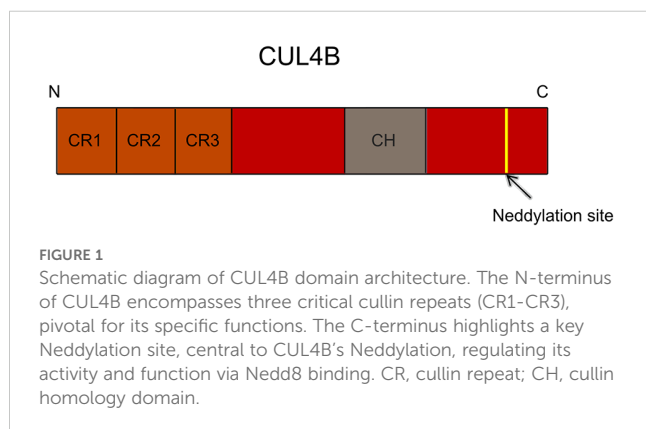 CUL4B
N
C
CR1
CR2
CR3
CH
Neddylation site
FIGURE 1
Schematic diagram of CUL4B domain architecture. The N-terminus
of CUL4B encompasses three critical cullin repeats (CR1-CR3),
pivotal for its specific functions. The C-terminus highlights a key
Neddylation site, central to CUL4B's Neddylation, regulating its
activity and function via Nedd8 binding. CR, cullin repeat; CH, cullin
homology domain.